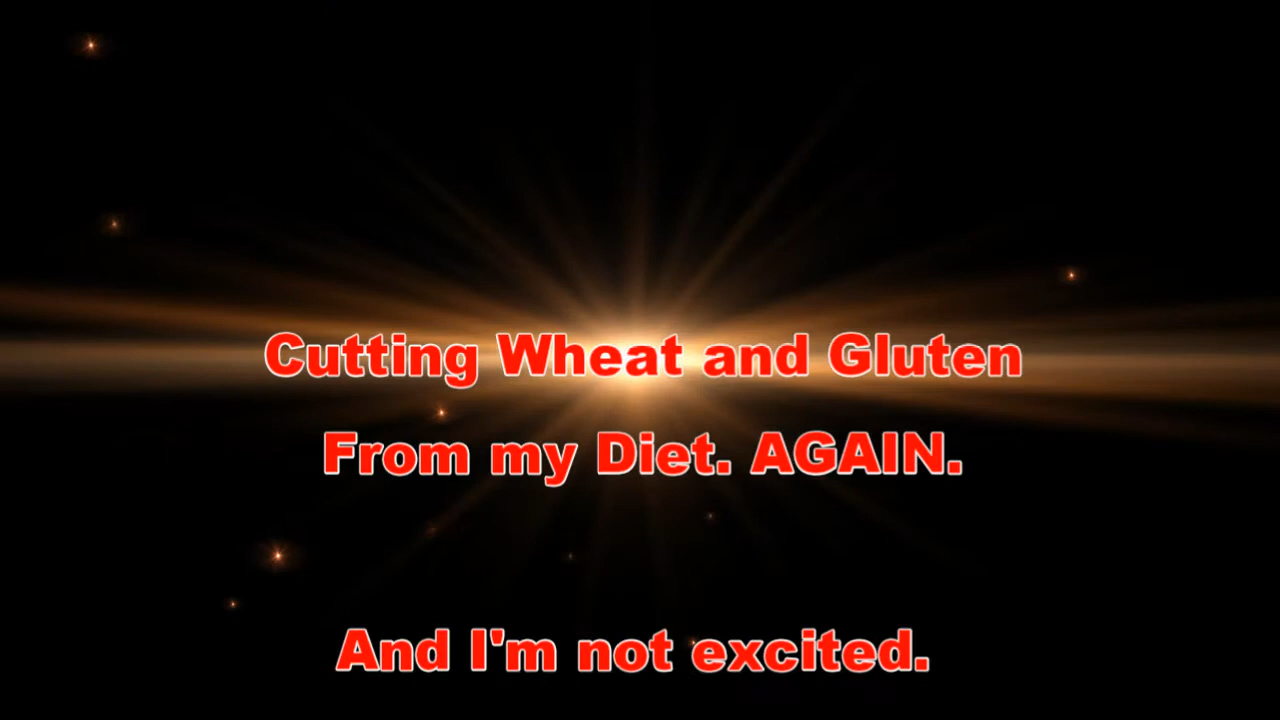 Cutting Wheat and Gluten
From my Diet. AGAIN.
And I'm not excited.